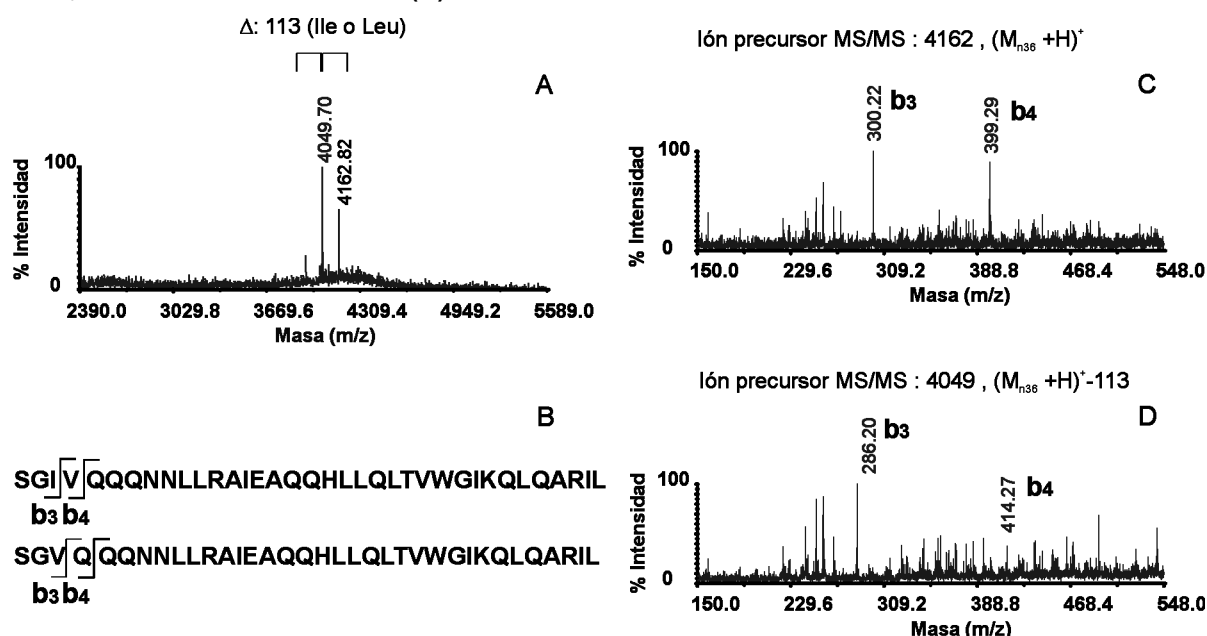 Δ: 113 (Ile o Leu)
A
4049.70
4162.82
100
0
% Intensidad
2390.0 3029.8 3669.6 4309.4 4949.2 5589.0
Masa (m/z)
B
SGIVQQQNNLLRAIEAQQHLLQLTVWGIKQLQARIL
b3 b4
SGVQQQNNLLRAIEAQQHLLQLTVWGIKQLQARIL
b3 b4
Ión precursor MS/MS : 4162 , (Mn36 +H)+
C
300.22 b3
399.29 b4
100
0
% Intensidad
150.0 229.6 309.2 388.8 468.4 548.0
Masa (m/z)
Ión precursor MS/MS : 4049 , (Mn36 +H)+-113
D
286.20 b3
414.27 b4
100
0
% Intensidad
150.0 229.6 309.2 388.8 468.4 548.0
Masa (m/z)